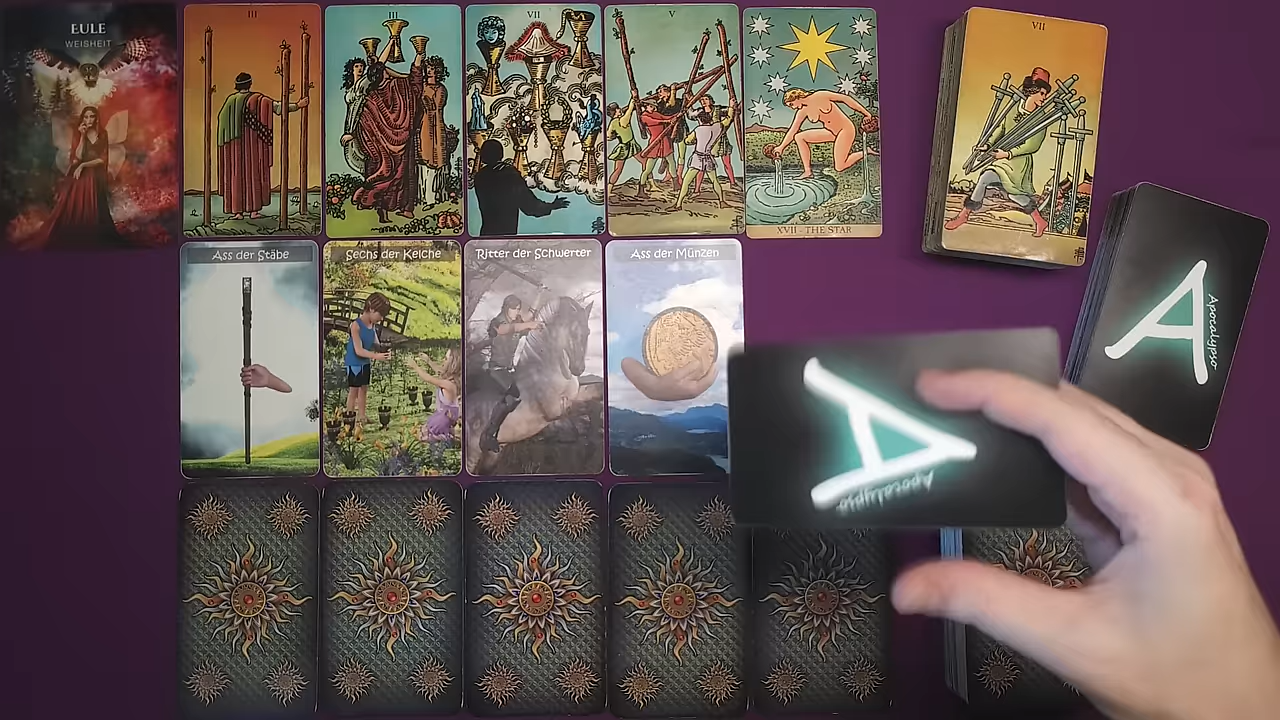 EULE
WEISHEIT
III
III
VII
V
XVII - THE STAR
VII
Ass der Stäbe
Sechs der Kelche
Ritter der Schwerter
Ass der Münzen
A
Apocalypso
A
Apocalypso